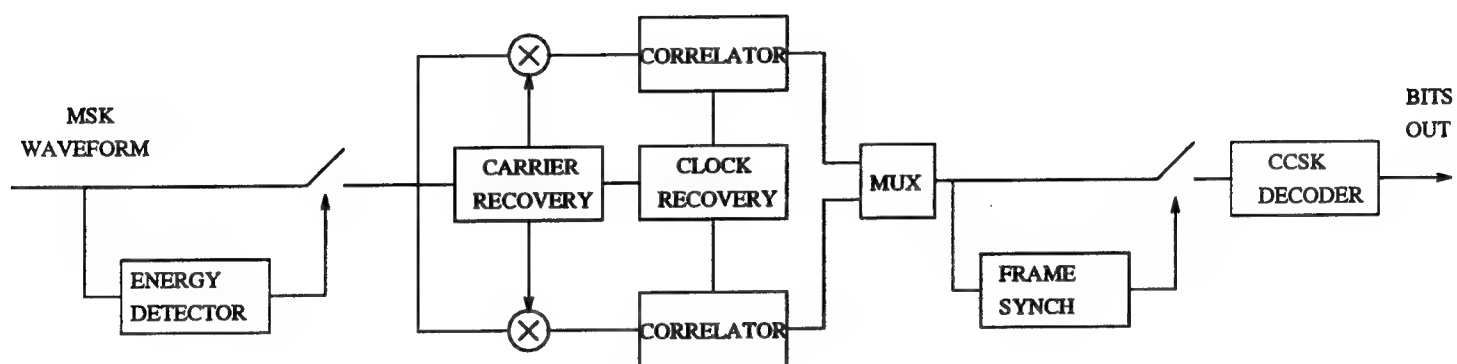 MSK
WAVEFORM
ENERGY
DETECTOR
CARRIER
RECOVERY
CORRELATOR
CLOCK
RECOVERY
CORRELATOR
MUX
FRAME
SYNCH
CCSK
DECODER
BITS
OUT